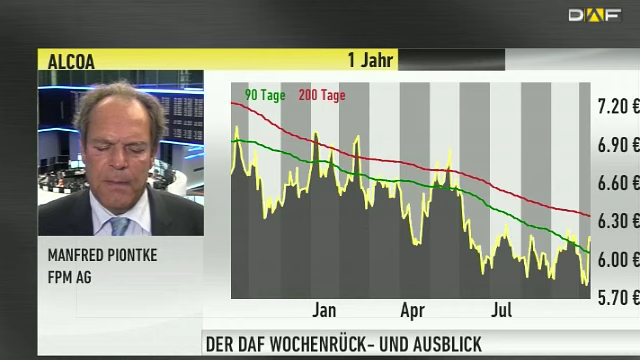 DAF
ALCOA
1 Jahr
90 Tage 200 Tage
7.20 €
6.90 €
6.60 €
6.30 €
6.00 €
5.70 €
Jan Apr Jul
MANFRED PIONTKE
FPM AG
DER DAF WOCHENRÜCK- UND AUSBLICK